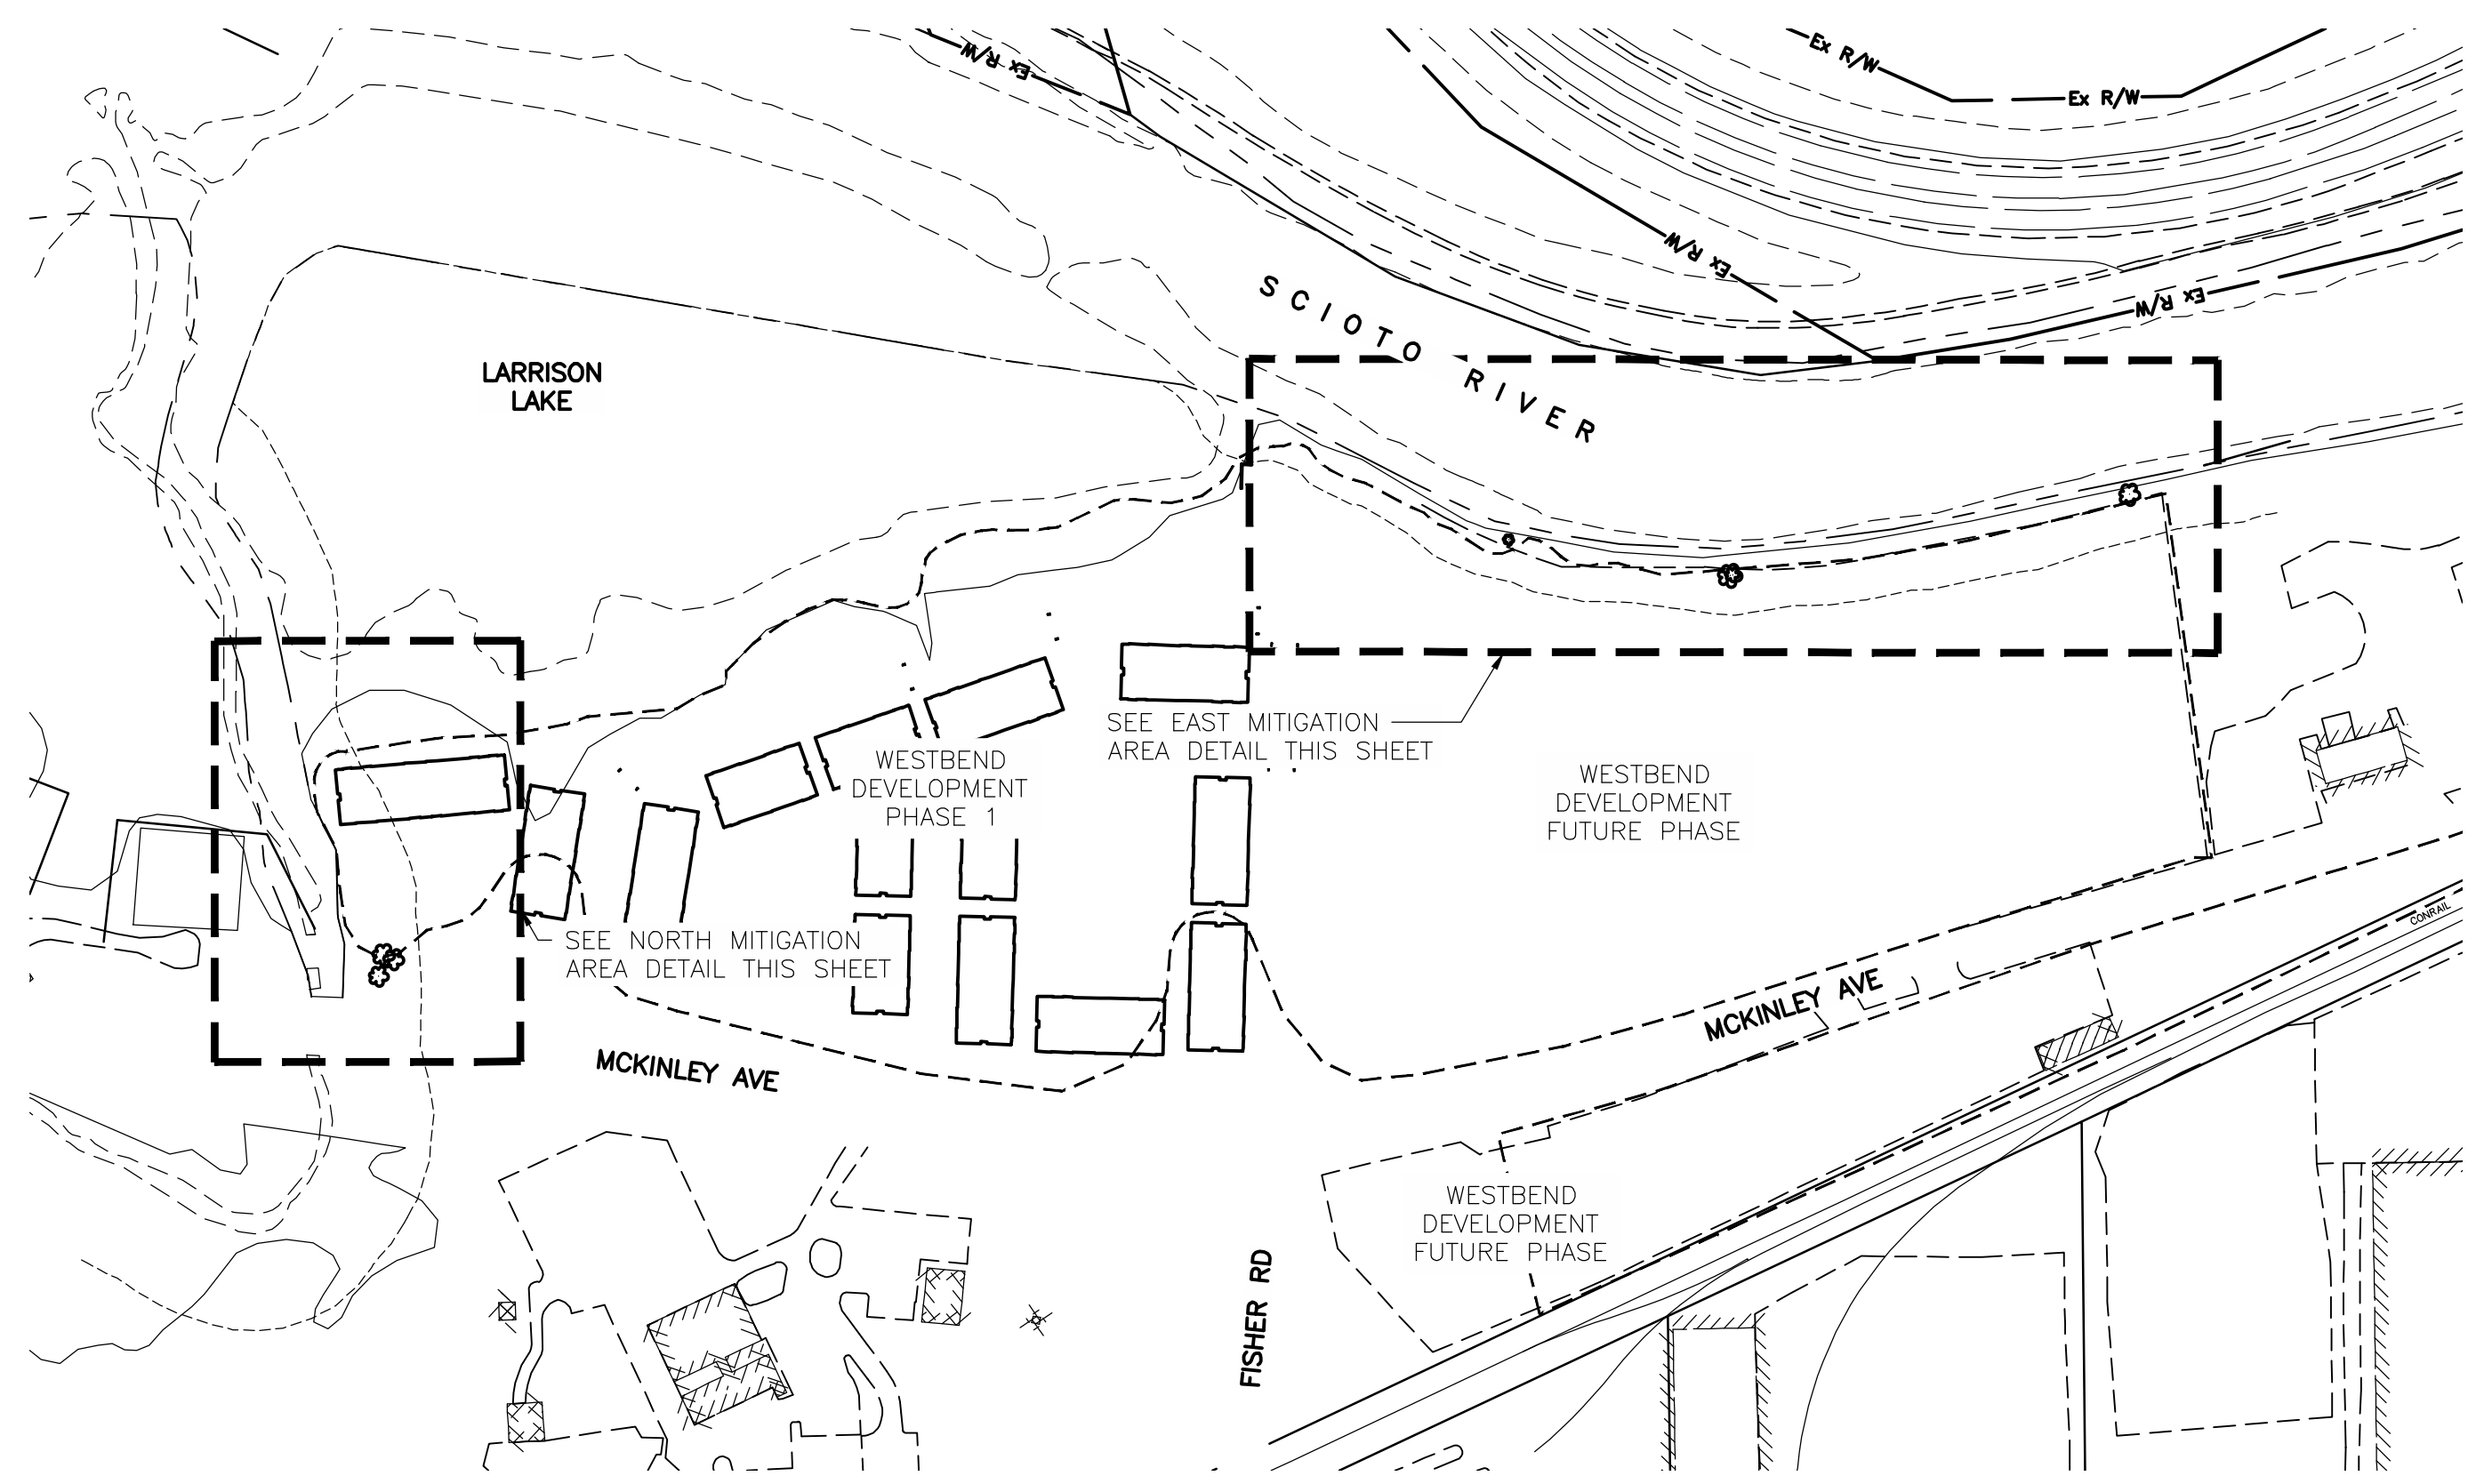 Ex R/W
Ex R/W
Ex R/W
Ex R/W
Ex R/W
SCIOTO RIVER
LARRISON
LAKE
SEE EAST MITIGATION
AREA DETAIL THIS SHEET
WESTBEND
DEVELOPMENT
PHASE 1
WESTBEND
DEVELOPMENT
FUTURE PHASE
CONRAIL
SEE NORTH MITIGATION
AREA DETAIL THIS SHEET
MCKINLEY AVE
MCKINLEY AVE
WESTBEND
DEVELOPMENT
FUTURE PHASE
FISHER RD